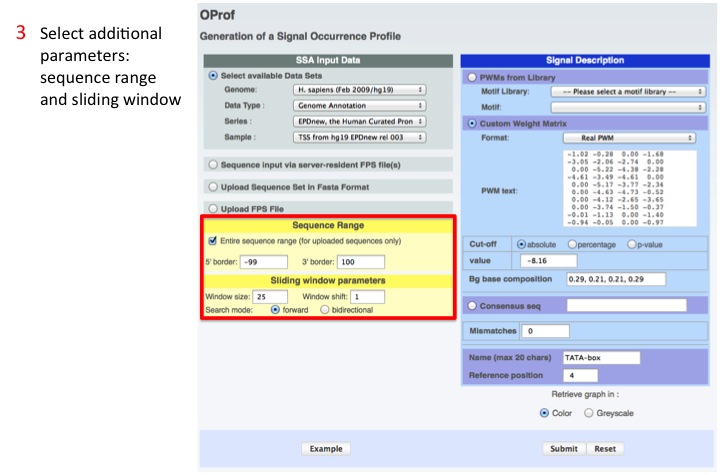 3 Select additional
parameters:
sequence range
and sliding window
OProf
Generation of a Signal Occurrence Profile
SSA Input Data
Select available Data Sets
Genome: H. sapiens (Feb 2009/hg19)
Data Type : Genome Annotation
Series : EPDnew, the Human Curated Pron
Sample : TSS from hg19 EPDnew rel 003
Sequence input via server-resident FPS file(s)
Upload Sequence Set in Fasta Format
Upload FPS File
Sequence Range
Entire sequence range (for uploaded sequences only)
5' border: -99 3' border: 100
Sliding window parameters
Window size: 25 Window shift: 1
Search mode: forward bidirectional
Example
Signal Description
PWMs from Library
Motif Library: -- Please select a motif library --
Motif:
Custom Weight Matrix
Format: Real PWM
PWM text:
-1.02 -0.28 0.00 -1.68
-3.05 -2.06 -2.74 0.00
0.00 -5.22 -4.38 -2.28
-4.61 -3.49 -4.61 0.00
0.00 -5.17 -3.77 -2.34
0.00 -4.63 -4.73 -0.52
0.00 -4.12 -2.65 -3.65
0.00 -3.74 -1.50 -0.37
-0.01 -1.13 0.00 -1.40
-0.94 -0.05 0.00 -0.97
Cut-off absolute percentage p-value
value -8.16
Bg base composition 0.29, 0.21, 0.21, 0.29
Consensus seq
Mismatches 0
Name (max 20 chars) TATA-box
Reference position 4
Retrieve graph in :
Color Greyscale
Submit Reset